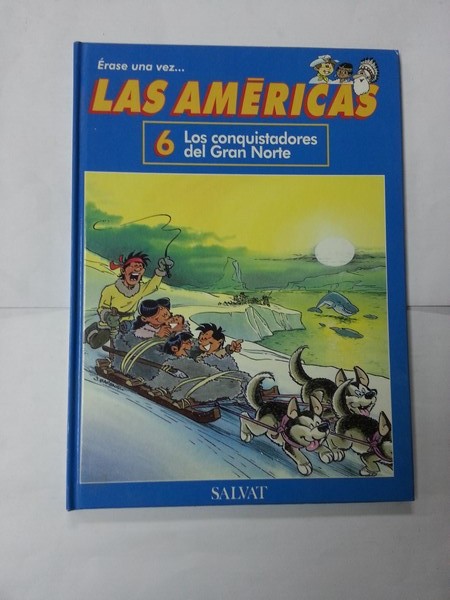 Érase una vez...
LAS AMÉRICAS
6 Los conquistadores
del Gran Norte
SALVAT